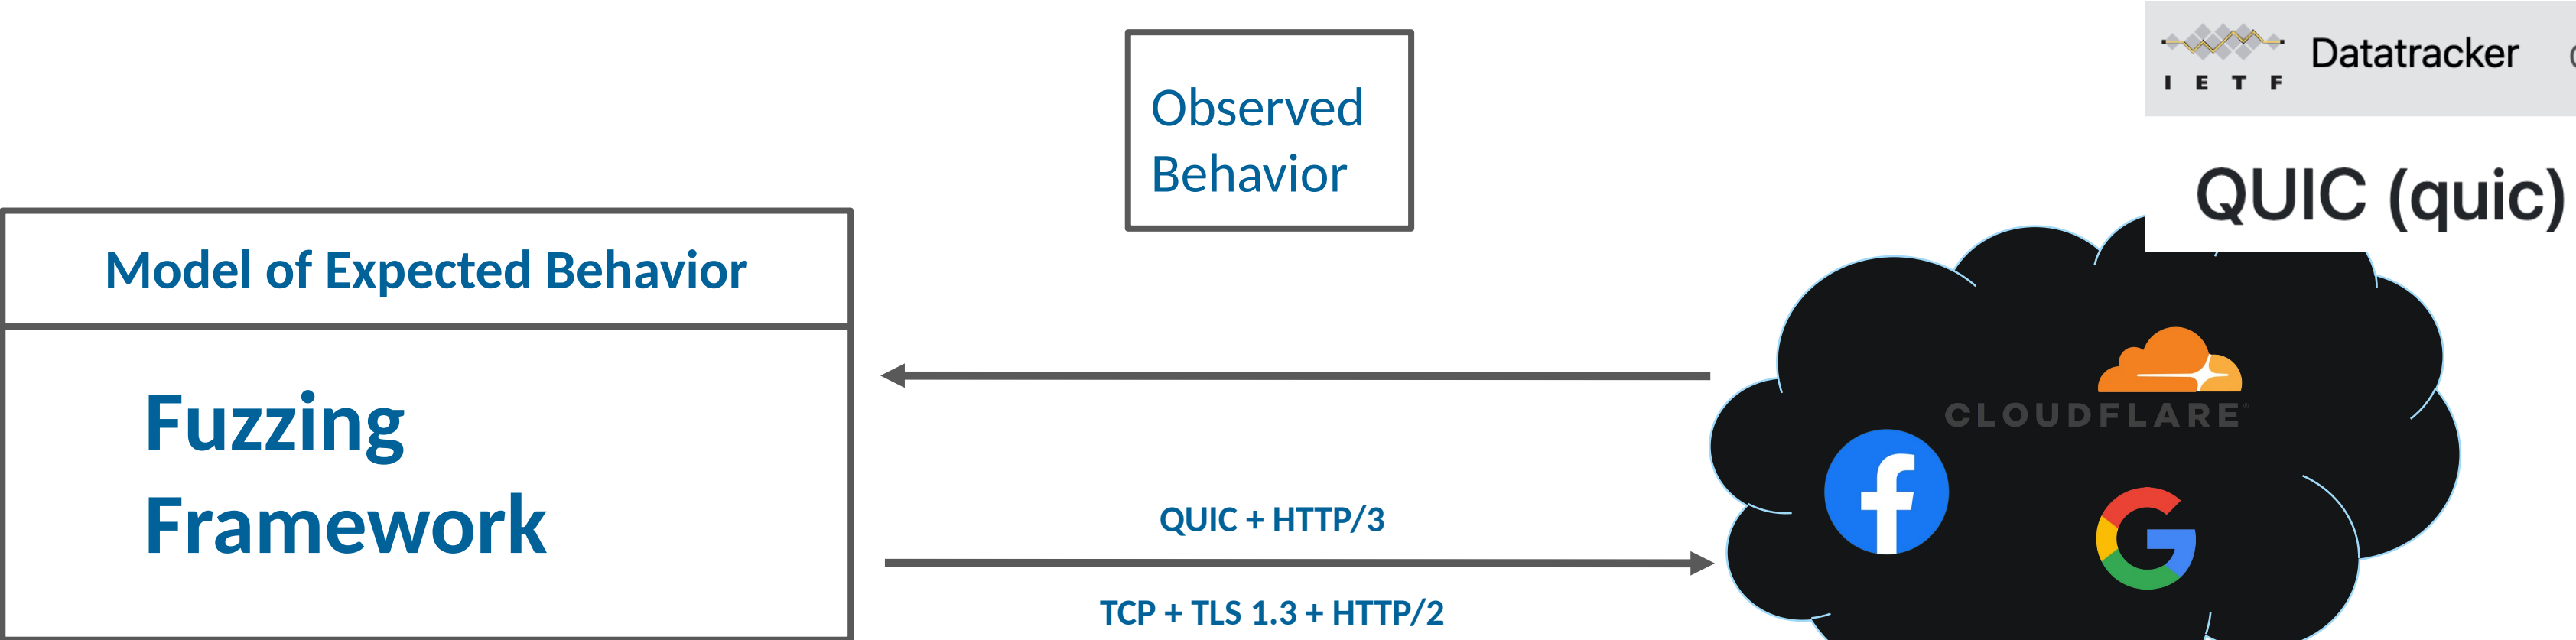 Observed
Behavior
IETF
Datatracker
QUIC (quic)
Model of Expected Behavior
Fuzzing
Framework
CLOUDFLARE
QUIC + HTTP/3
TCP + TLS 1.3 + HTTP/2